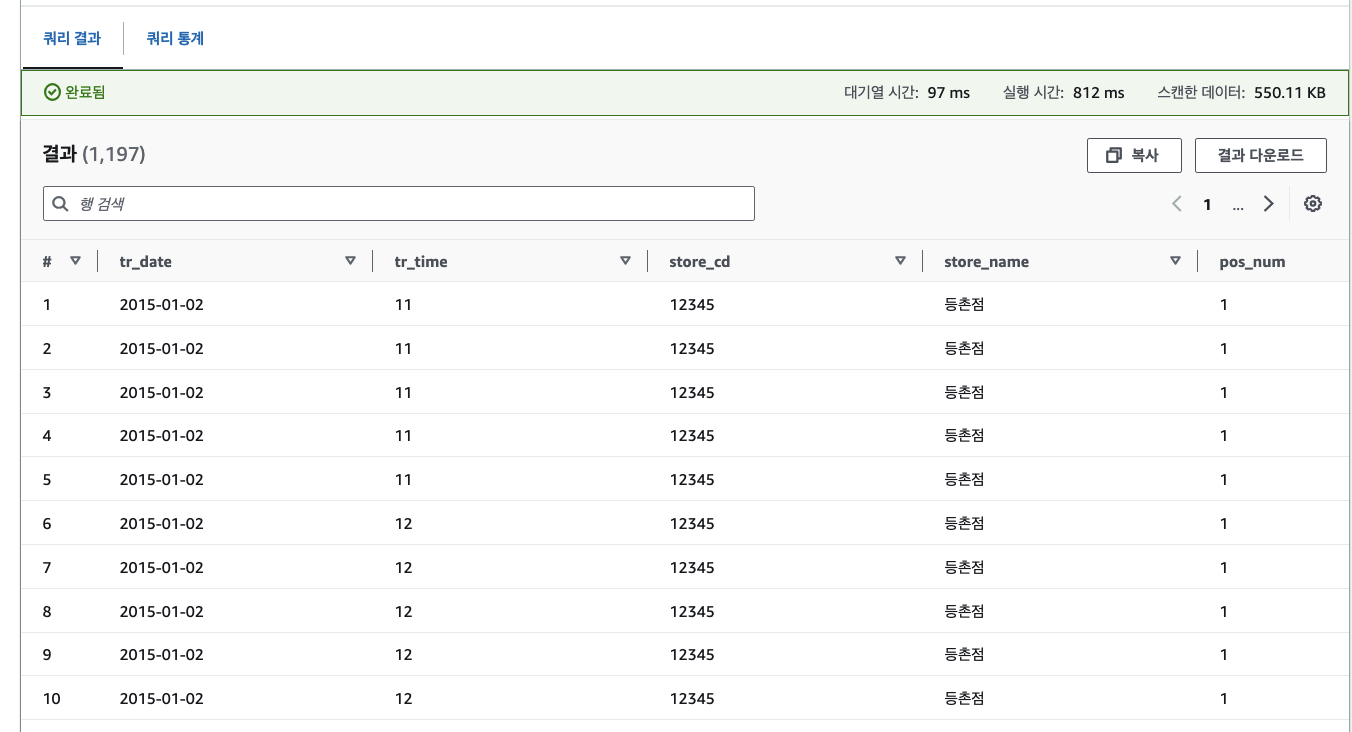 쿼리 결과 쿼리 통계
완료됨 대기열 시간: 97 ms 실행 시간: 812 ms 스캔한 데이터: 550.11 KB
결과 (1,197) 복사 결과 다운로드
행 검색 1 ...
# tr_date tr_time store_cd store_name pos_num
1 2015-01-02 11 12345 등촌점 1
2 2015-01-02 11 12345 등촌점 1
3 2015-01-02 11 12345 등촌점 1
4 2015-01-02 11 12345 등촌점 1
5 2015-01-02 11 12345 등촌점 1
6 2015-01-02 12 12345 등촌점 1
7 2015-01-02 12 12345 등촌점 1
8 2015-01-02 12 12345 등촌점 1
9 2015-01-02 12 12345 등촌점 1
10 2015-01-02 12 12345 등촌점 1